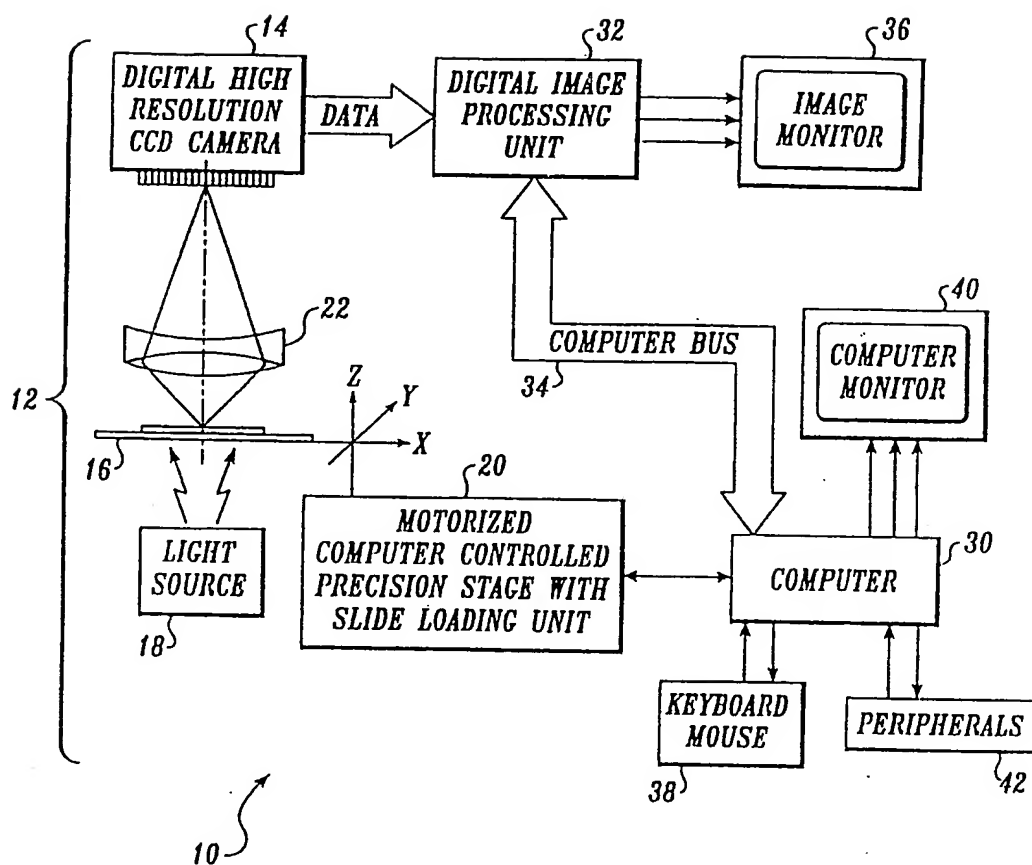 14
32
36
DIGITAL HIGH
RESOLUTION
CCD CAMERA
DATA
DIGITAL IMAGE
PROCESSING
UNIT
IMAGE
MONITOR
22
12
Z
Y
X
16
COMPUTER BUS
34
40
COMPUTER
MONITOR
20
LIGHT
SOURCE
18
MOTORIZED
COMPUTER CONTROLLED
PRECISION STAGE WITH
SLIDE LOADING UNIT
30
COMPUTER
KEYBOARD
MOUSE
38
PERIPHERALS
42
10